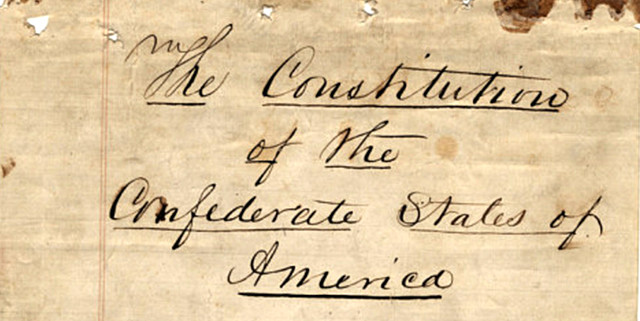 The Constitution
of the
Confederate States of
America